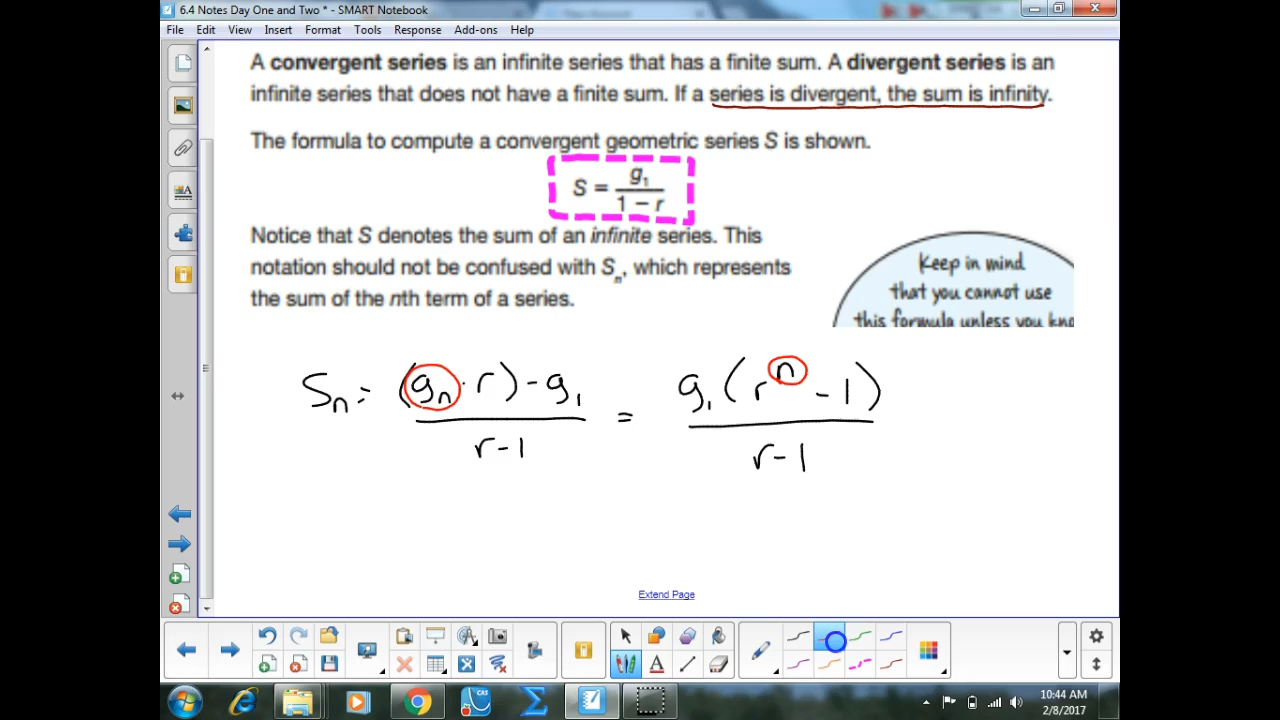 6.4 Notes Day One and Two * - SMART Notebook
File Edit View Insert Format Tools Response Add-ons Help
A convergent series is an infinite series that has a finite sum. A divergent series is an
infinite series that does not have a finite sum. If a series is divergent, the sum is infinity.
The formula to compute a convergent geometric series S is shown.
S = g₁ / (1 − r)
Notice that S denotes the sum of an infinite series. This
notation should not be confused with Sₙ, which represents
the sum of the nth term of a series.
Keep in mind
that you cannot use
this formula unless you kno
Sₙ = ((gₙ · r) - g₁) / (r - 1) = g₁(rⁿ - 1) / (r - 1)
Extend Page
CAS
10:44 AM
2/8/2017